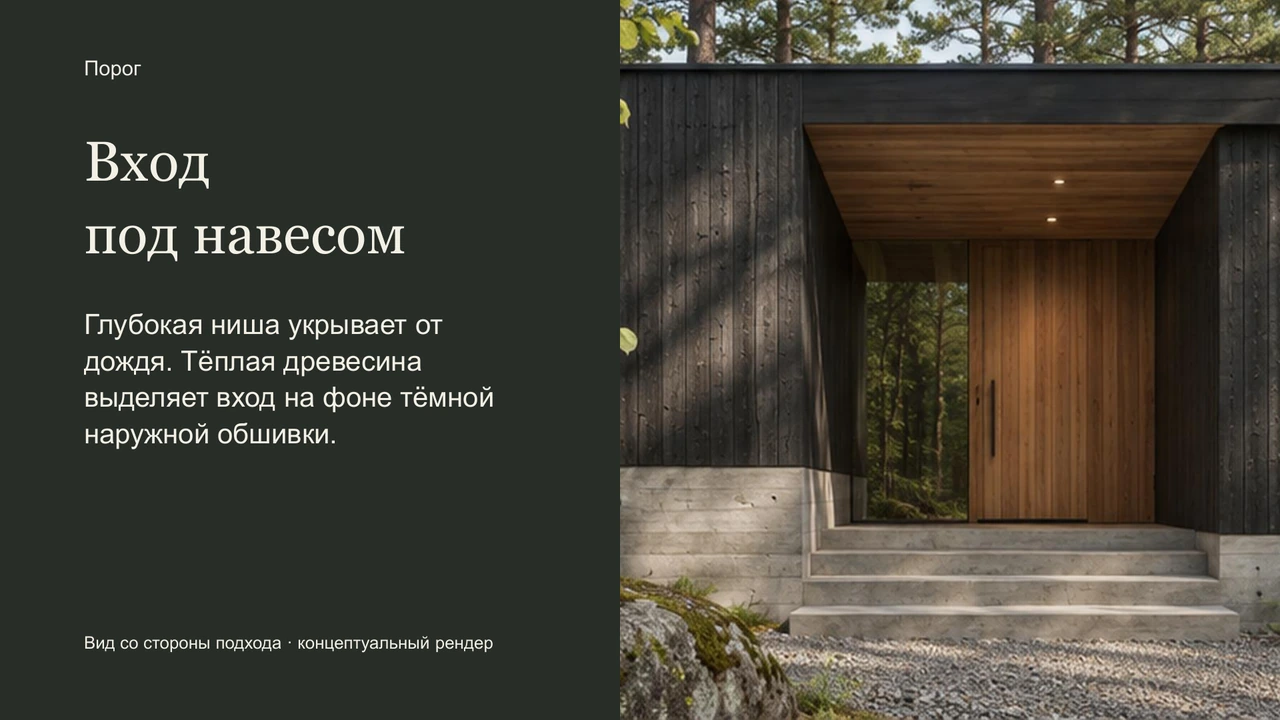 Порог
Вход
под навесом
Глубокая ниша укрывает от
дождя. Тёплая древесина
выделяет вход на фоне тёмной
наружной обшивки.
Вид со стороны подхода · концептуальный рендер